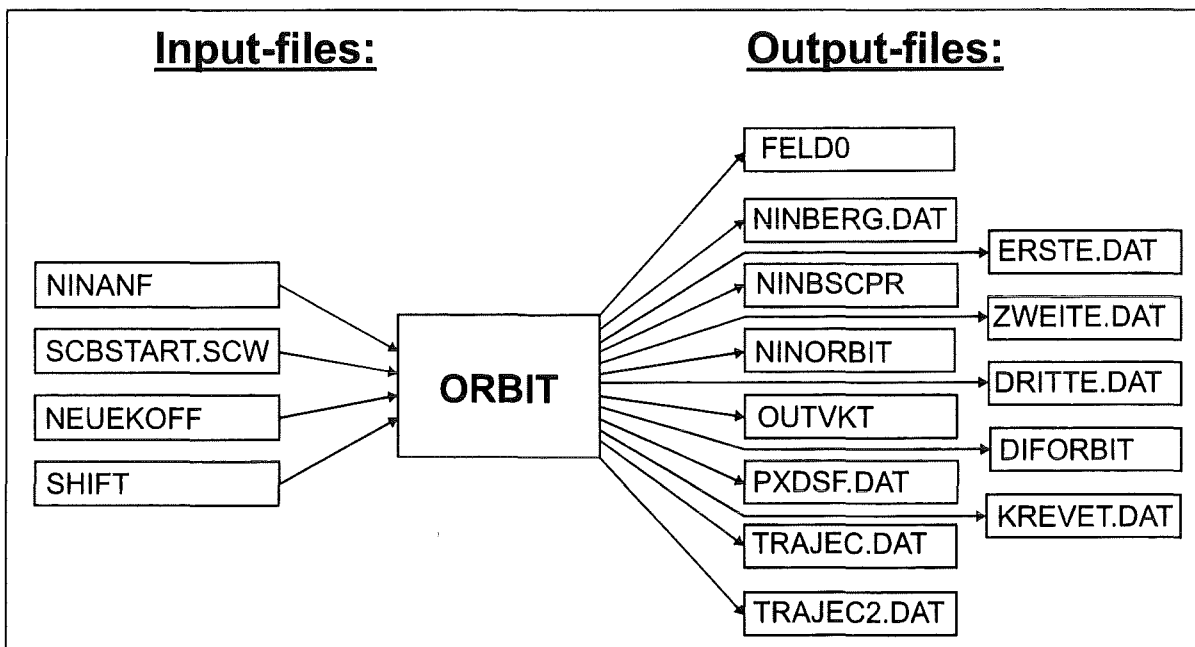 Input-files:
Output-files:
NINANF
SCBSTART.SCW
NEUEKOFF
SHIFT
ORBIT
FELD0
NINBERG.DAT
ERSTE.DAT
NINBSCPR
ZWEITE.DAT
NINORBIT
DRITTE.DAT
OUTVKT
DIFORBIT
PXDSF.DAT
KREVET.DAT
TRAJEC.DAT
TRAJEC2.DAT